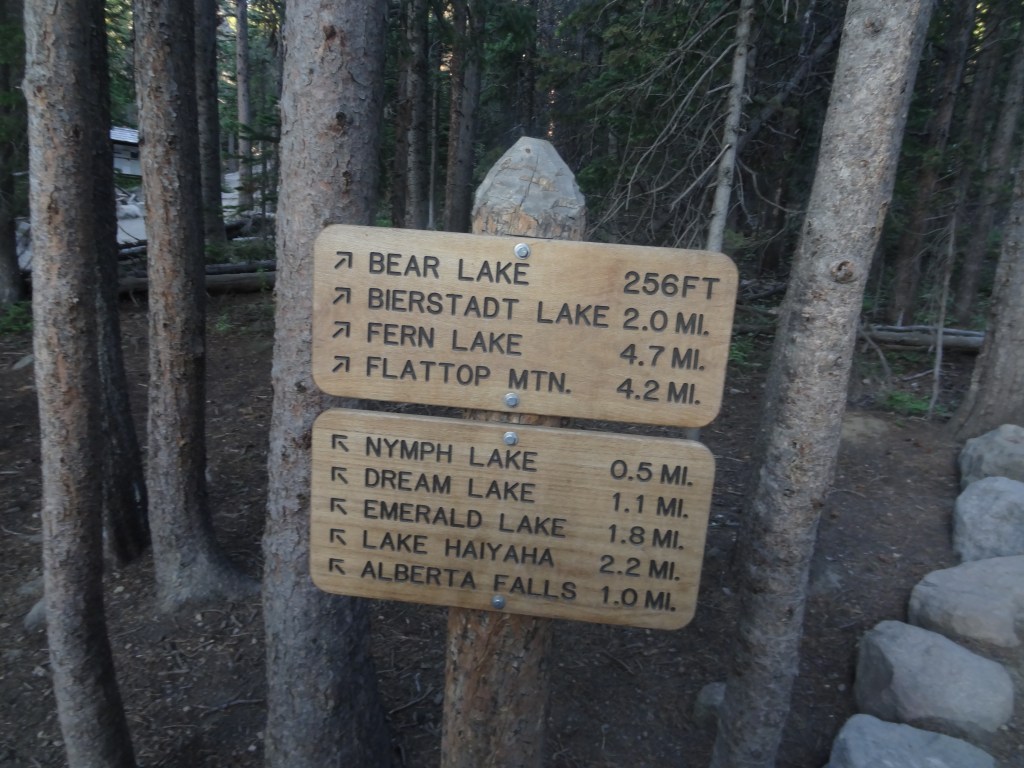 ↗ BEAR LAKE 256FT
↗ BIERSTADT LAKE 2.0 MI.
↗ FERN LAKE 4.7 MI.
↗ FLATTOP MTN. 4.2 MI.
↖ NYMPH LAKE 0.5 MI.
↖ DREAM LAKE 1.1 MI.
↖ EMERALD LAKE 1.8 MI.
↖ LAKE HAIYAHA 2.2 MI.
↖ ALBERTA FALLS 1.0 MI.